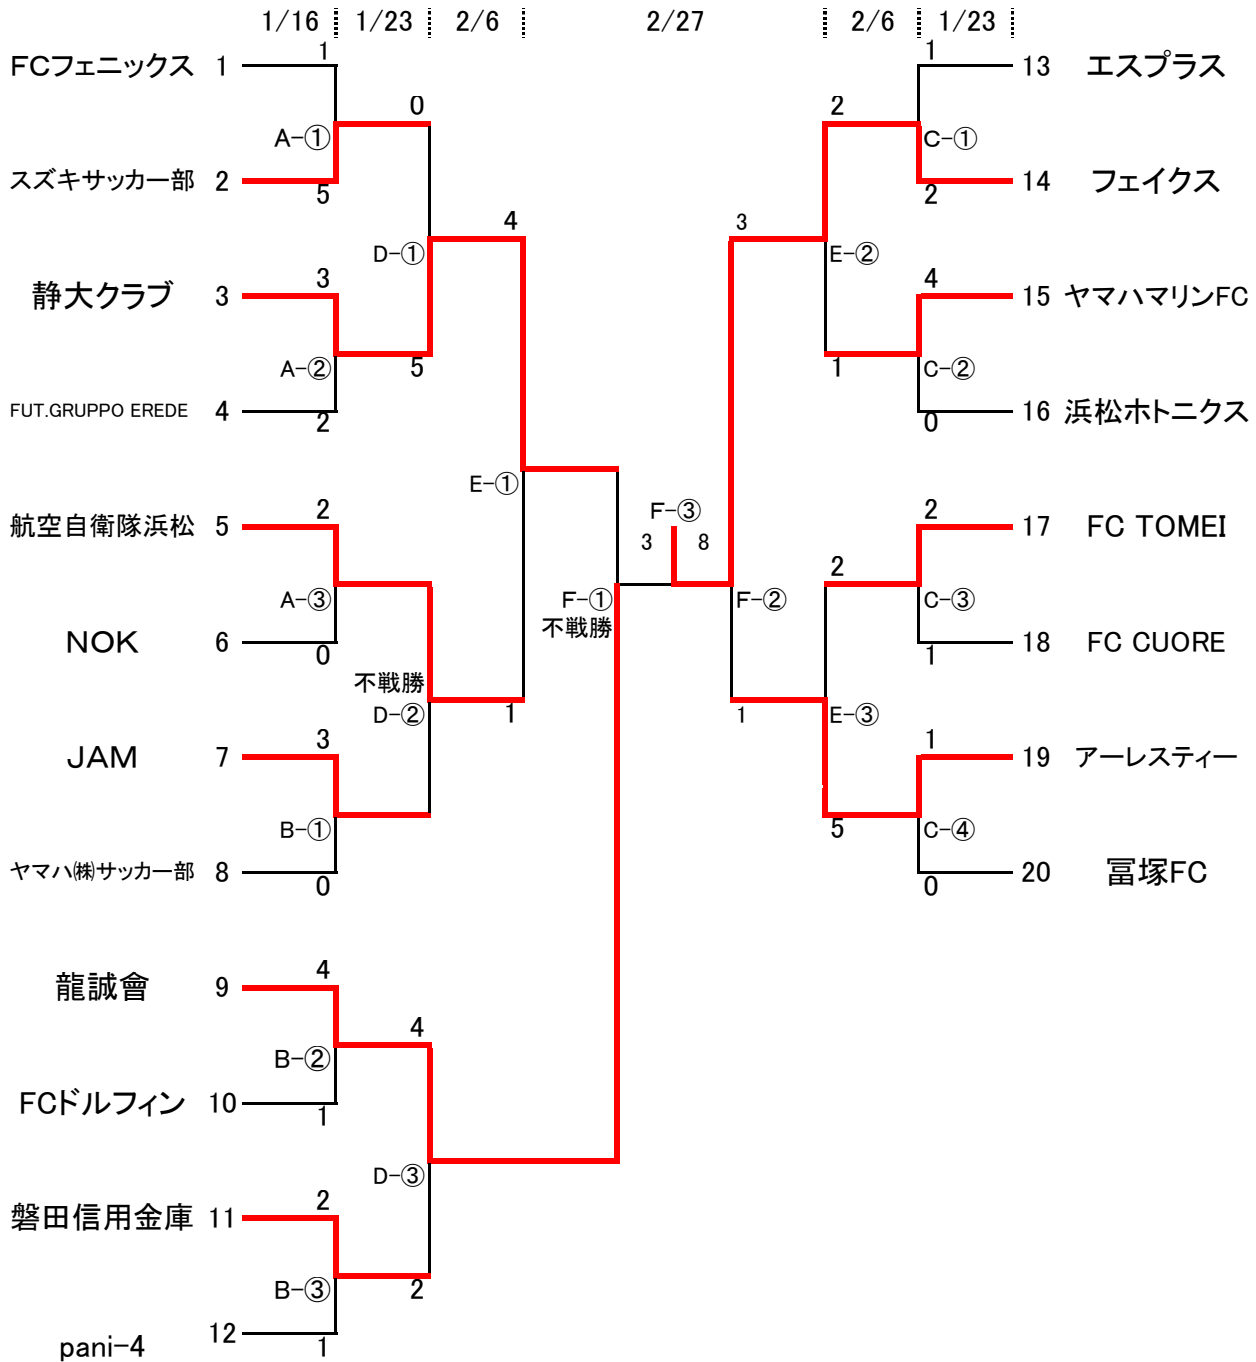 1/16 1/23 2/6 2/27 2/6 1/23
FCフェニックス 1 1
1 13 エスプラス
0
2
A-①
C-①
スズキサッカー部 2 5
2 14 フェイクス
4
3
D-①
E-②
静大クラブ 3 3
4 15 ヤマハマリンFC
A-② 5
1 C-②
FUT.GRUPPO EREDE 4 2
0 16 浜松ホトニクス
E-①
F-③
航空自衛隊浜松 5 2
3 8
2 17 FC TOMEI
2
A-③
F-①
F-②
C-③
不戦勝
NOK 6 0
1 18 FC CUORE
不戦勝
D-② 1
1 E-③
JAM 7 3
1 19 アーレスティー
B-①
5 C-④
ヤマハ㈱サッカー部 8 0
0 20 冨塚FC
龍誠會 9 4
4
B-②
FCドルフィン 10 1
D-③
磐田信用金庫 11 2
B-③ 2
pani-4 12 1